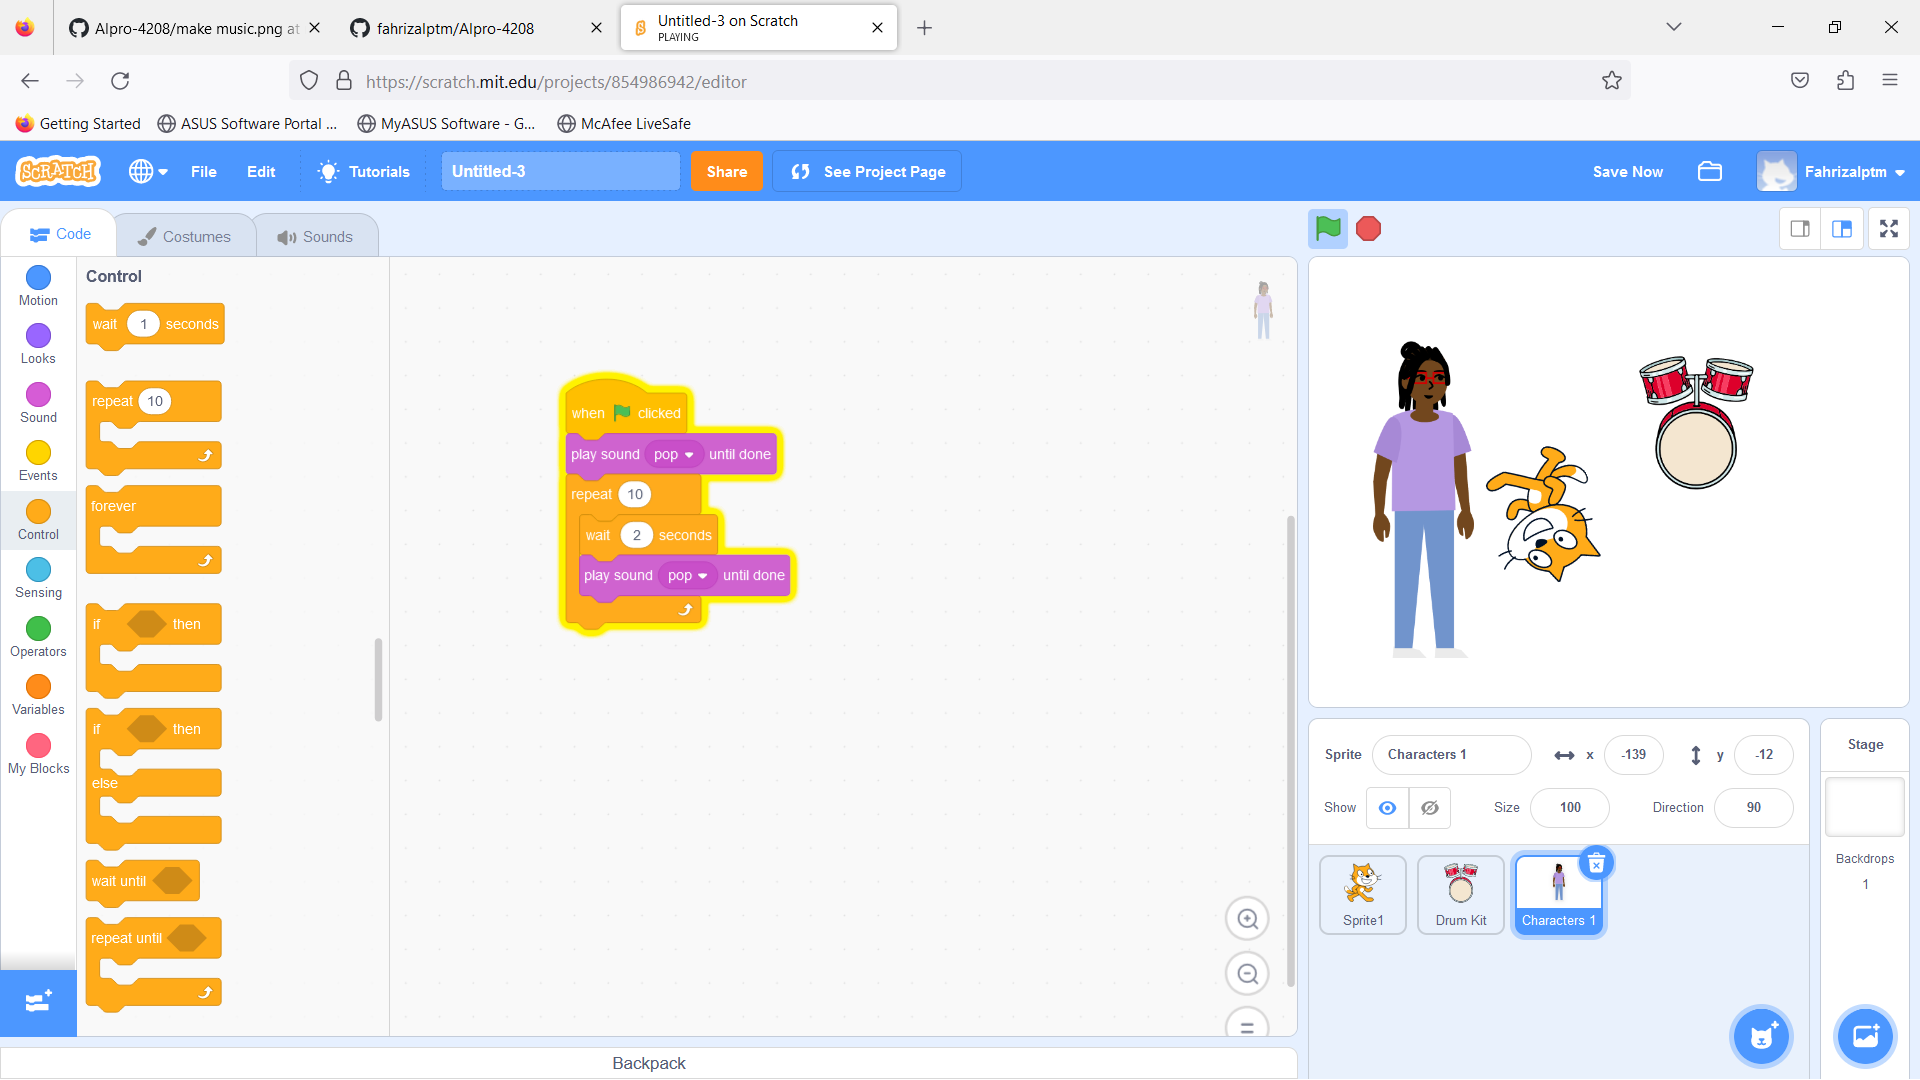 Alpro-4208/make music.png at
fahrizalptm/Alpro-4208
Untitled-3 on Scratch
PLAYING
https://scratch.mit.edu/projects/854986942/editor
Getting Started
ASUS Software Portal ...
MyASUS Software - G...
McAfee LiveSafe
SCRATCH
File
Edit
Tutorials
Untitled-3
Share
See Project Page
Save Now
Fahrizalptm
Code
Costumes
Sounds
Motion
Looks
Sound
Events
Control
Sensing
Operators
Variables
My Blocks
Control
wait 1 seconds
repeat 10
forever
if then
if then
else
wait until
repeat until
when clicked
play sound pop until done
repeat 10
wait 2 seconds
play sound pop until done
Sprite Characters 1 x -139 y -12
Show Size 100 Direction 90
Sprite1
Drum Kit
Characters 1
Stage
Backdrops
1
Backpack